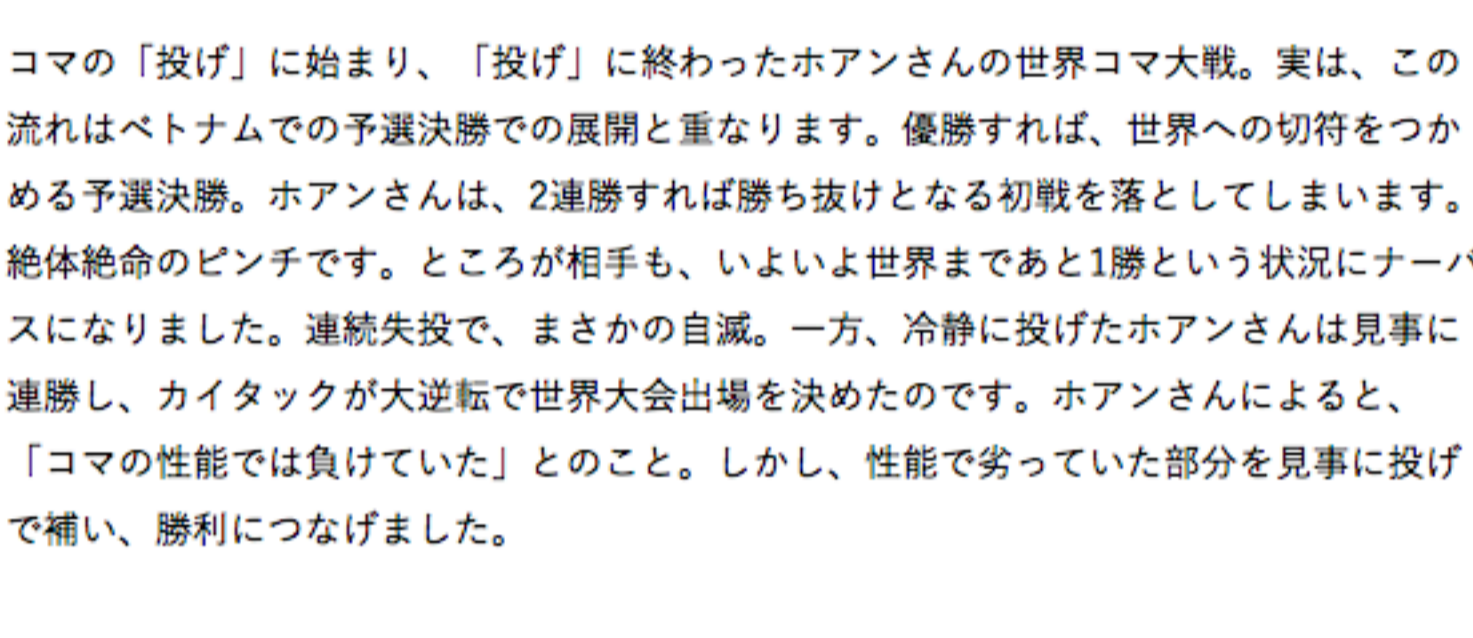 コマの「投げ」に始まり、「投げ」に終わったホアンさんの世界コマ大戦。実は、この
流れはベトナムでの予選決勝での展開と重なります。優勝すれば、世界への切符をつか
める予選決勝。ホアンさんは、2連勝すれば勝ち抜けとなる初戦を落としてしまいます。
絶体絶命のピンチです。ところが相手も、いよいよ世界まであと1勝という状況にナーバ
スになりました。連続失投で、まさかの自滅。一方、冷静に投げたホアンさんは見事に
連勝し、カイタックが大逆転で世界大会出場を決めたのです。ホアンさんによると、
「コマの性能では負けていた」とのこと。しかし、性能で劣っていた部分を見事に投げ
で補い、勝利につなげました。